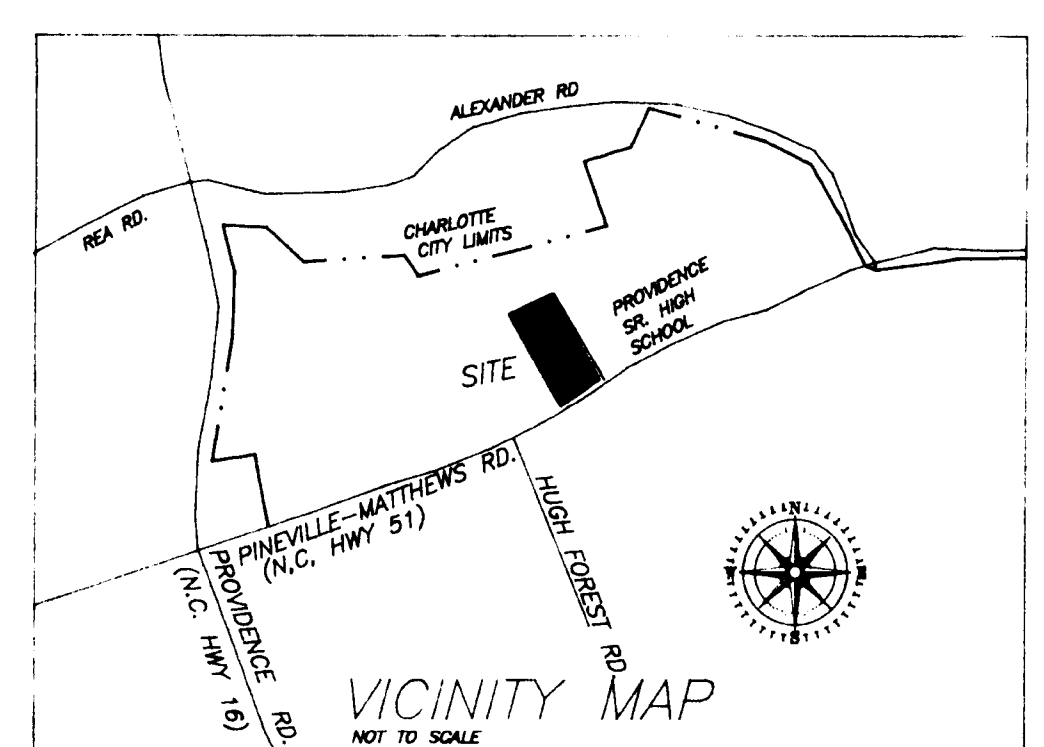 ALEXANDER RD
REA RD.
CHARLOTTE
CITY LIMITS
PROVIDENCE
SR. HIGH
SCHOOL
SITE
PINEVILLE-MATTHEWS RD.
(N.C. HWY 51)
HUGH FOREST RD
PROVIDENCE RD.
(N.C. HWY 16)
N
S
VICINITY MAP
NOT TO SCALE